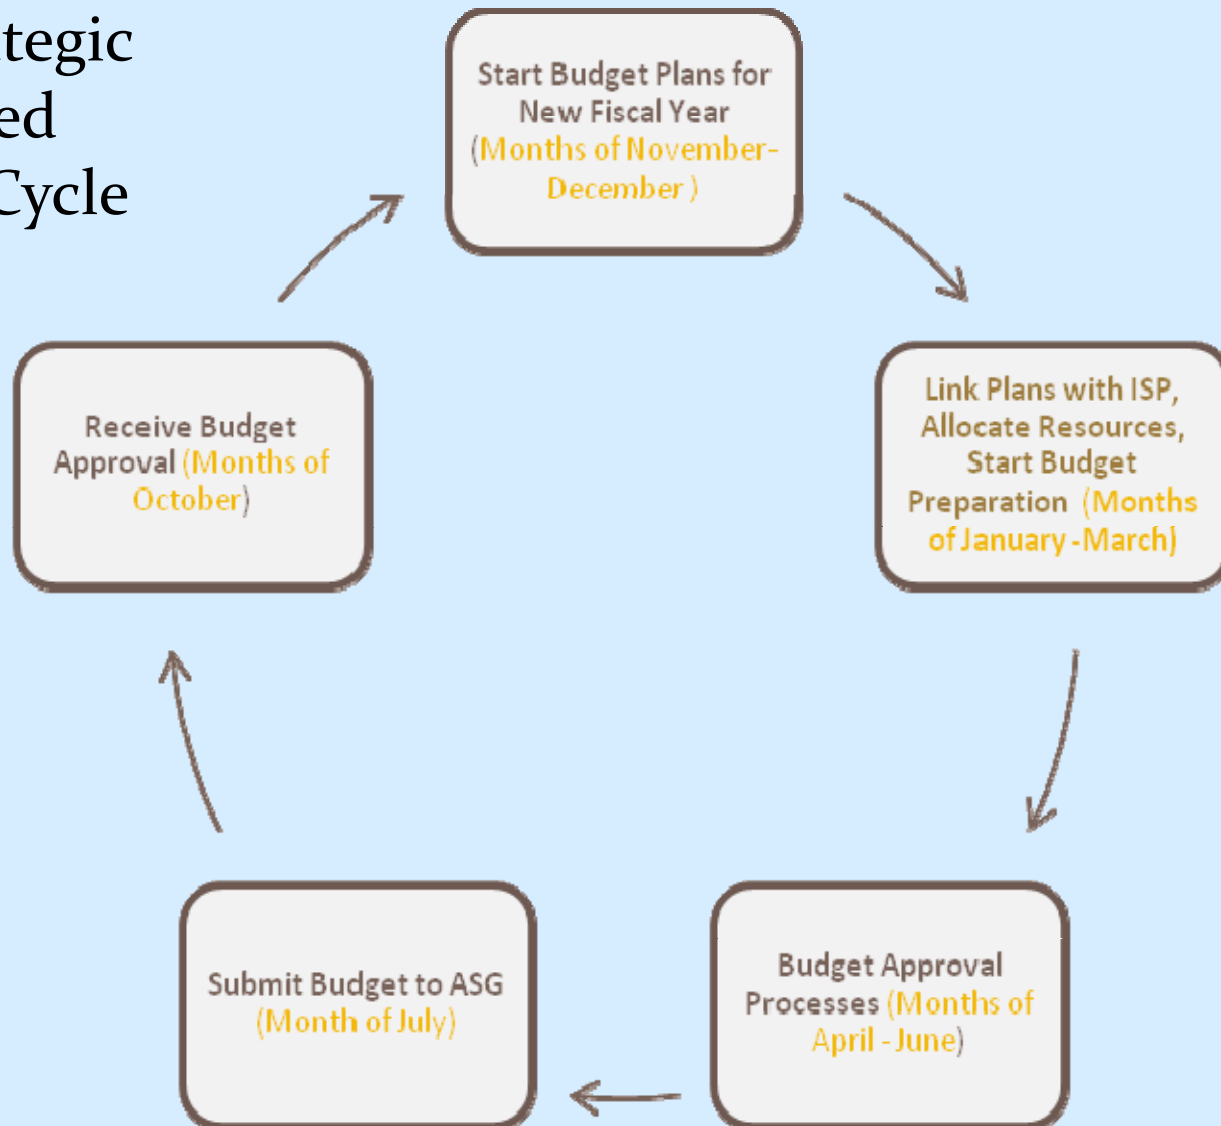 tegic
ed
Cycle
Start Budget Plans for
New Fiscal Year
(Months of November-
December )
Link Plans with ISP,
Allocate Resources,
Start Budget
Preparation (Months
of January -March)
Budget Approval
Processes (Months of
April -June)
Submit Budget to ASG
(Month of July)
Receive Budget
Approval (Months of
October)